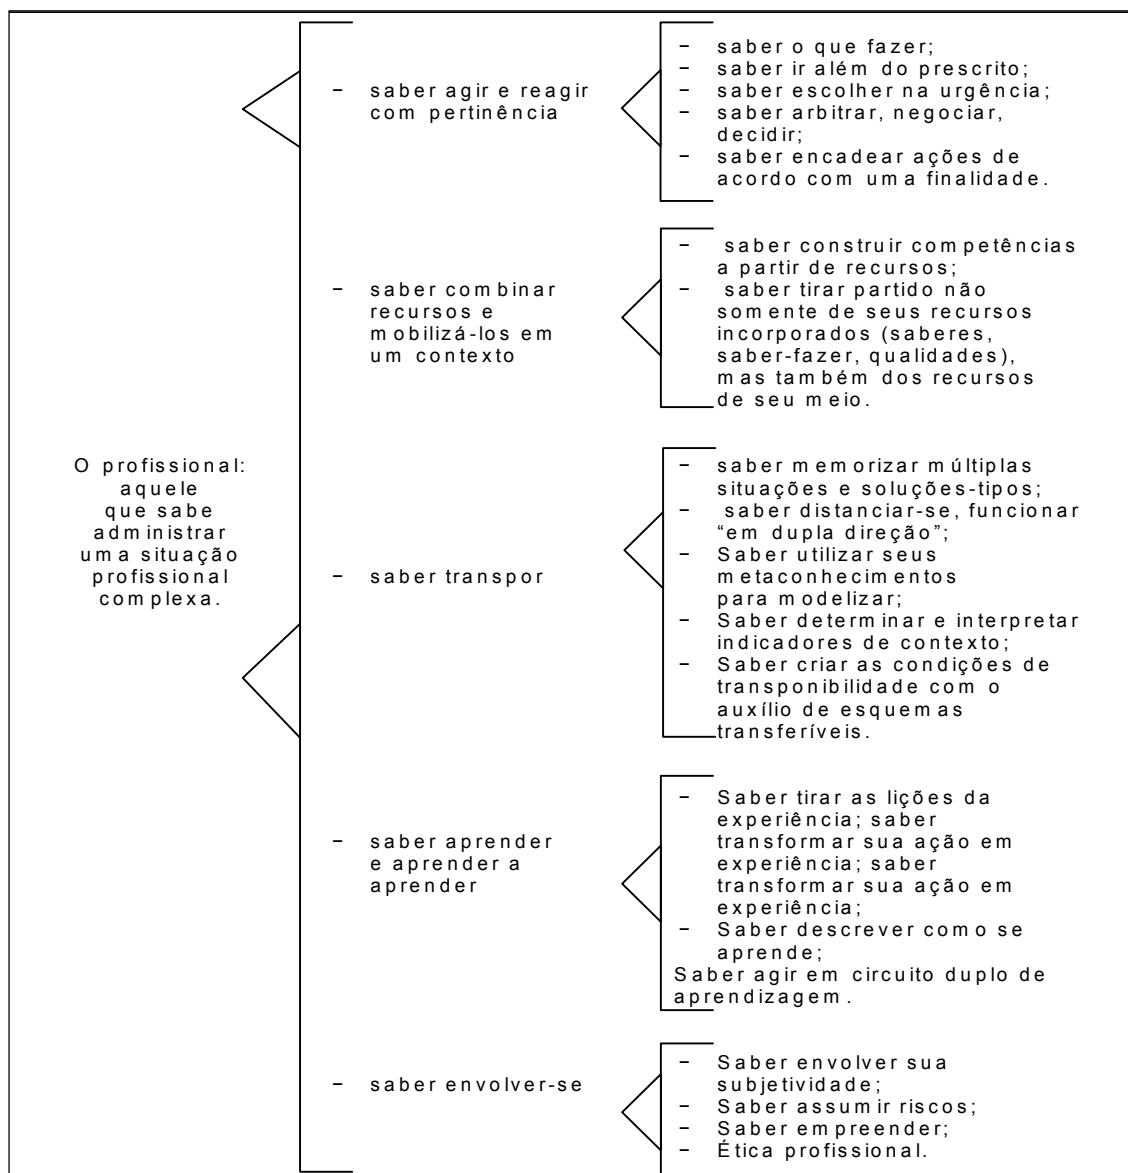 O profissional:
aquele
que sabe
administrar
uma situação
profissional
complexa.
– saber agir e reagir
com pertinência
– saber o que fazer;
– saber ir além do prescrito;
– saber escolher na urgência;
– saber arbitrar, negociar,
decidir;
– saber encadear ações de
acordo com uma finalidade.
– saber combinar
recursos e
mobilizá-los em
um contexto
– saber construir competências
a partir de recursos;
– saber tirar partido não
somente de seus recursos
incorporados (saberes,
saber-fazer, qualidades),
mas também dos recursos
de seu meio.
– saber transpor
– saber memorizar múltiplas
situações e soluções-tipos;
– saber distanciar-se, funcionar
“em dupla direção”;
– Saber utilizar seus
metaconhecimentos
para modelizar;
– Saber determinar e interpretar
indicadores de contexto;
– Saber criar as condições de
transponibilidade com o
auxílio de esquemas
transferíveis.
– saber aprender
e aprender a
aprender
– Saber tirar as lições da
experiência; saber
transformar sua ação em
experiência; saber
transformar sua ação em
experiência;
– Saber descrever como se
aprende;
Saber agir em circuito duplo de
aprendizagem.
– saber envolver-se
– Saber envolver sua
subjetividade;
– Saber assumir riscos;
– Saber empreender;
– Ética profissional.